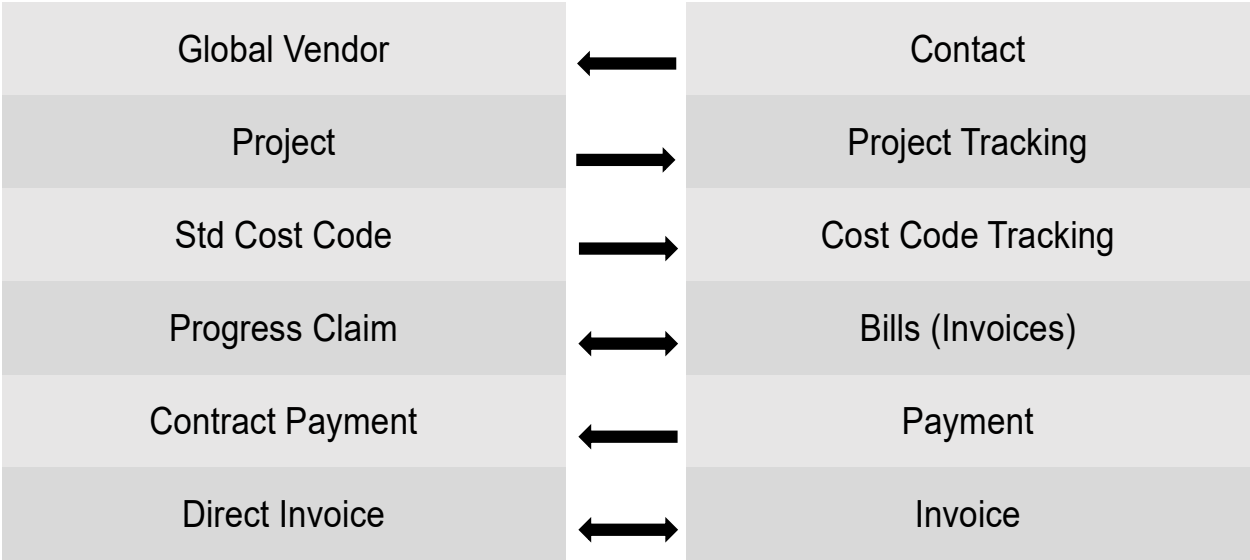 Global Vendor
Contact
Project
Project Tracking
Std Cost Code
Cost Code Tracking
Progress Claim
Bills (Invoices)
Contract Payment
Payment
Direct Invoice
Invoice